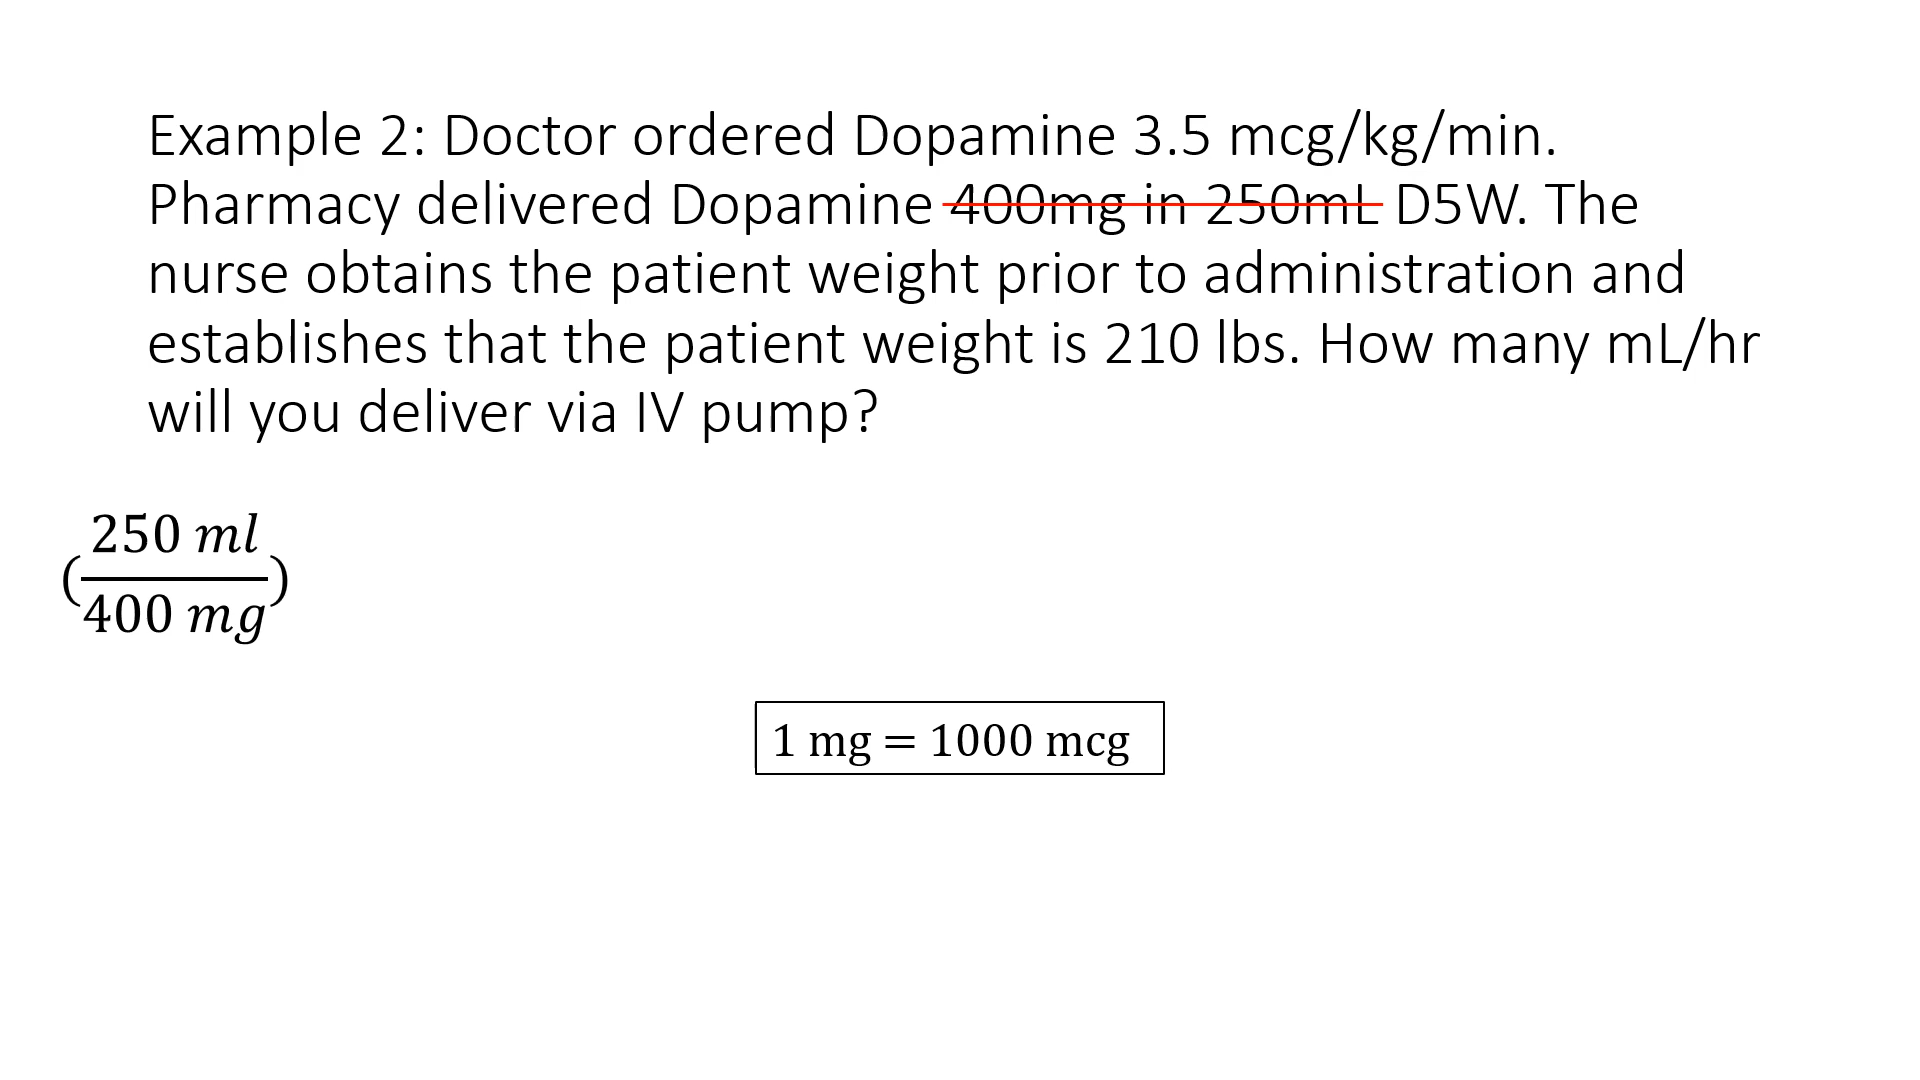 Example 2: Doctor ordered Dopamine 3.5 mcg/kg/min.
Pharmacy delivered Dopamine 400mg in 250mL D5W. The
nurse obtains the patient weight prior to administration and
establishes that the patient weight is 210 lbs. How many mL/hr
will you deliver via IV pump?
(250 ml
400 mg)
1 mg = 1000 mcg